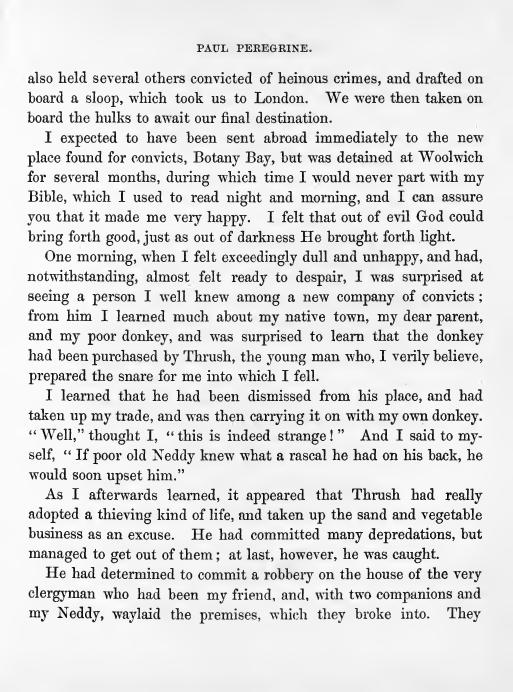 PAUL PEREGRINE.
also held several others convicted of heinous crimes, and drafted on
board a sloop, which took us to London. We were then taken on
board the hulks to await our final destination.
I expected to have been sent abroad immediately to the new
place found for convicts, Botany Bay, but was detained at Woolwich
for several months, during which time I would never part with my
Bible, which I used to read night and morning, and I can assure
you that it made me very happy. I felt that out of evil God could
bring forth good, just as out of darkness He brought forth light.
One morning, when I felt exceedingly dull and unhappy, and had,
notwithstanding, almost felt ready to despair, I was surprised at
seeing a person I well knew among a new company of convicts;
from him I learned much about my native town, my dear parent,
and my poor donkey, and was surprised to learn that the donkey
had been purchased by Thrush, the young man who, I verily believe,
prepared the snare for me into which I fell.
I learned that he had been dismissed from his place, and had
taken up my trade, and was then carrying it on with my own donkey.
"Well," thought I, "this is indeed strange!" And I said to my-
self, "If poor old Neddy knew what a rascal he had on his back, he
would soon upset him."
As I afterwards learned, it appeared that Thrush had really
adopted a thieving kind of life, and taken up the sand and vegetable
business as an excuse. He had committed many depredations, but
managed to get out of them; at last, however, he was caught.
He had determined to commit a robbery on the house of the very
clergyman who had been my friend, and, with two companions and
my Neddy, waylaid the premises, which they broke into. They